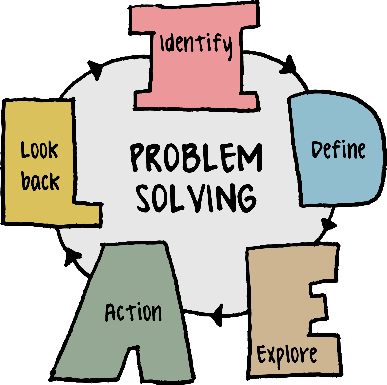 Identify
PROBLEM
SOLVING
Define
Explore
Action
Look
back